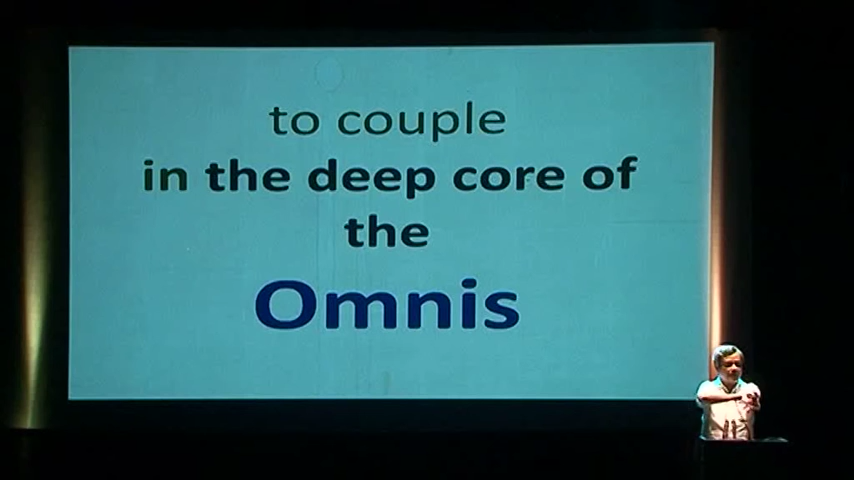 to couple
in the deep core of
the
Omnis